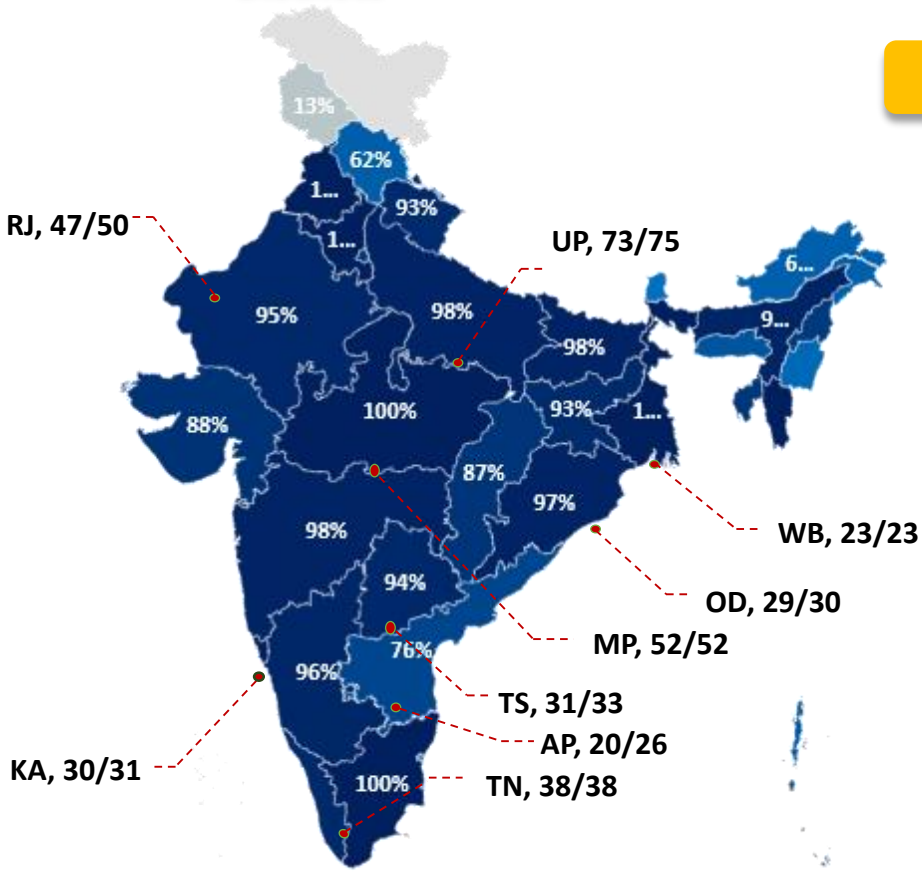 13%
62%
1...
93%
RJ, 47/50
1...
UP, 73/75
6...
95%
98%
9...
98%
100%
93%
1...
88%
87%
97%
98%
WB, 23/23
94%
OD, 29/30
MP, 52/52
76%
96%
TS, 31/33
AP, 20/26
KA, 30/31
100%
TN, 38/38